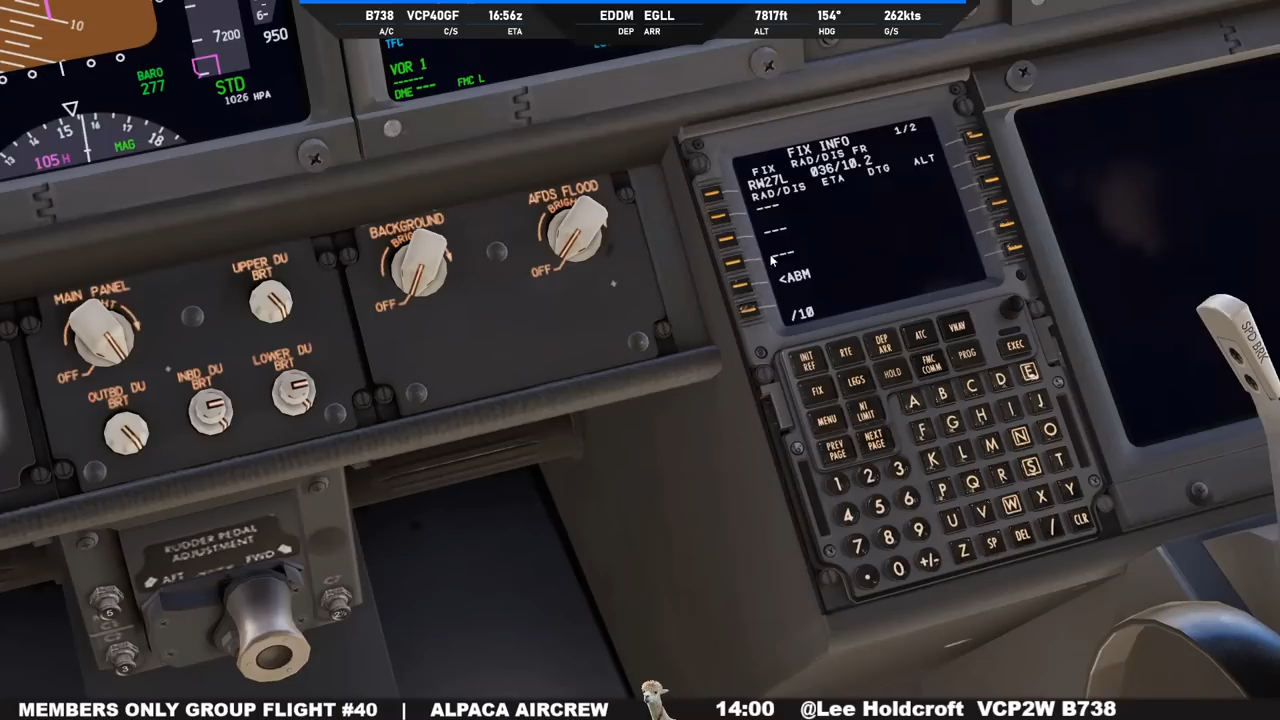 B738 VCP40GF 16:56z EDDM EGLL 7817ft 154° 262kts
A/C C/S ETA DEP ARR ALT HDG G/S
10
7200
6
950
BARO
277
STD
1026 HPA
15 16 17 18
105 H
MAG
TFC
VOR 1
DME ---
FMC L
FIX INFO 1/2
FIX RAD/DIS FR
RW27L 036/10.2
RAD/DIS ETA DTG ALT
---
---
---
<ABM
/10
MAIN PANEL
OFF
UPPER DU
BRT
OUTBD DU
BRT
INBD DU
BRT
LOWER DU
BRT
BACKGROUND
OFF
AFDS FLOOD
OFF
INIT REF
RTE
DEP ARR
ATC
VNAV
FIX
LEGS
HOLD
FMC COMM
PROG
EXEC
MENU
N1 LIMIT
PREV PAGE
NEXT PAGE
A B C D E
F G H I J
K L M N O
P Q R S T
U V W X Y
Z SP DEL / CLR
1 2 3
4 5 6
7 8 9
. 0 +/-
SPD BRK
RUDDER PEDAL
ADJUSTMENT
AFT FWD
MEMBERS ONLY GROUP FLIGHT #40 | ALPACA AIRCREW 14:00 @Lee Holdcroft VCP2W B738